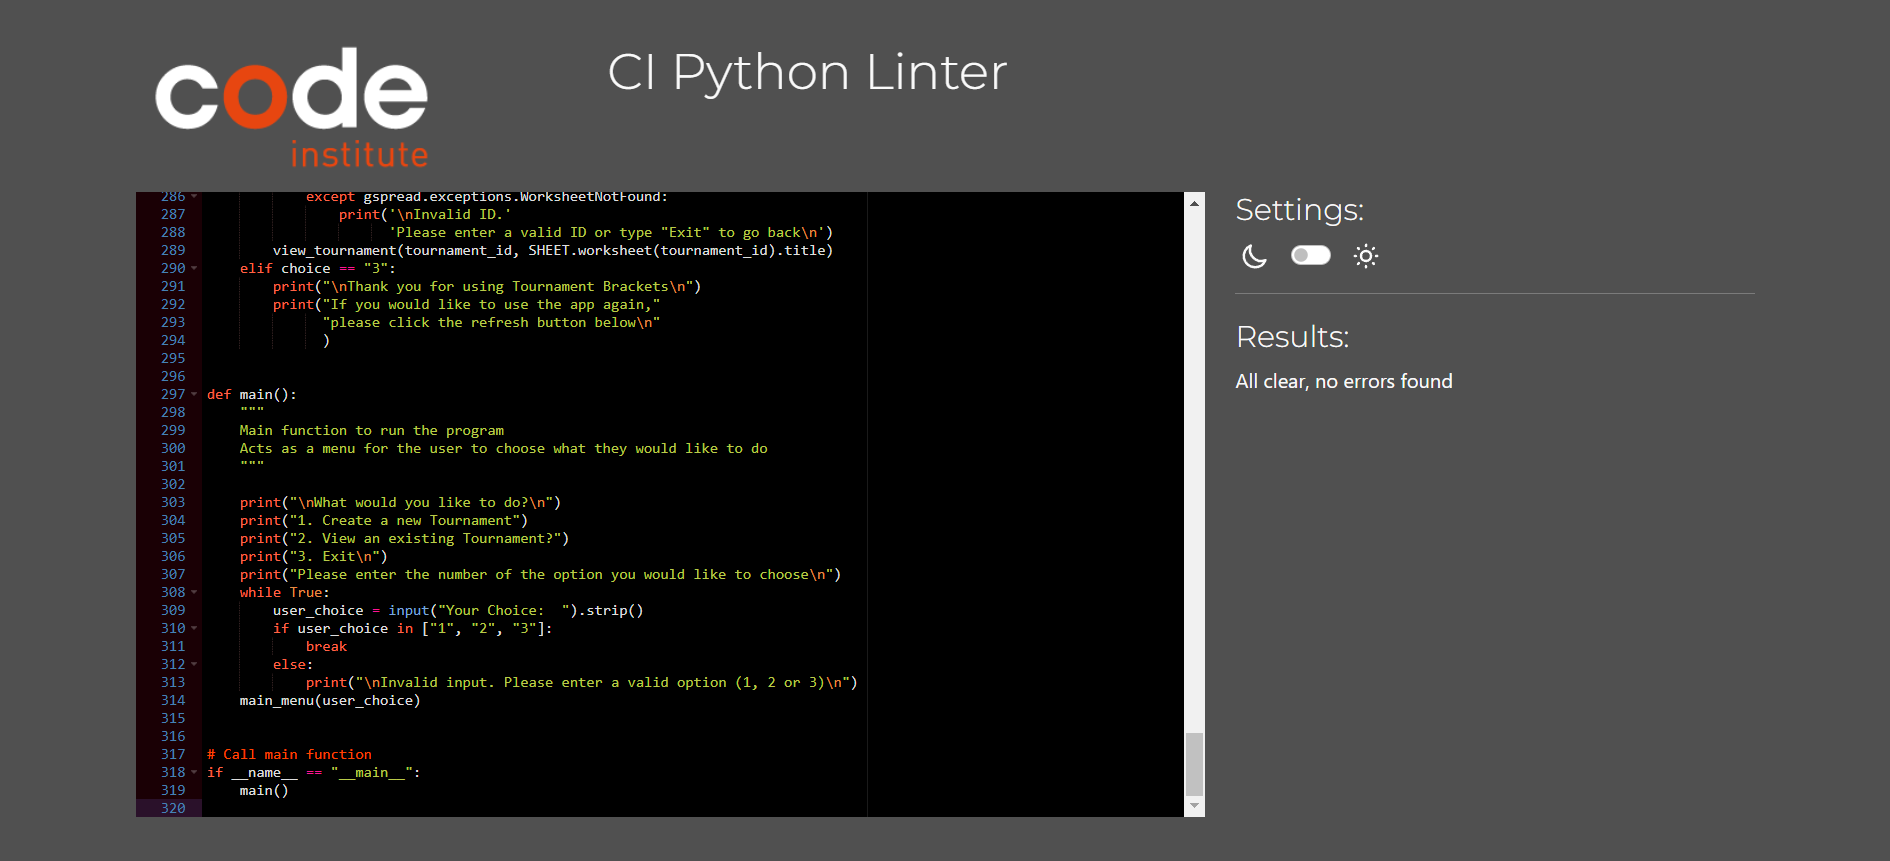 code
institute
CI Python Linter
286 except gspread.exceptions.WorksheetNotFound:
287 print('\nInvalid ID.'
288 'Please enter a valid ID or type "Exit" to go back\n')
289 view_tournament(tournament_id, SHEET.worksheet(tournament_id).title)
290 elif choice == "3":
291 print("\nThank you for using Tournament Brackets\n")
292 print("If you would like to use the app again,"
293 "please click the refresh button below\n"
294 )
295
296
297 def main():
298 """
299 Main function to run the program
300 Acts as a menu for the user to choose what they would like to do
301 """
302
303 print("\nWhat would you like to do?\n")
304 print("1. Create a new Tournament")
305 print("2. View an existing Tournament?")
306 print("3. Exit\n")
307 print("Please enter the number of the option you would like to choose\n")
308 while True:
309 user_choice = input("Your Choice:  ").strip()
310 if user_choice in ["1", "2", "3"]:
311 break
312 else:
313 print("\nInvalid input. Please enter a valid option (1, 2 or 3)\n")
314 main_menu(user_choice)
315
316
317 # Call main function
318 if __name__ == "__main__":
319 main()
320
Settings:
Results:
All clear, no errors found